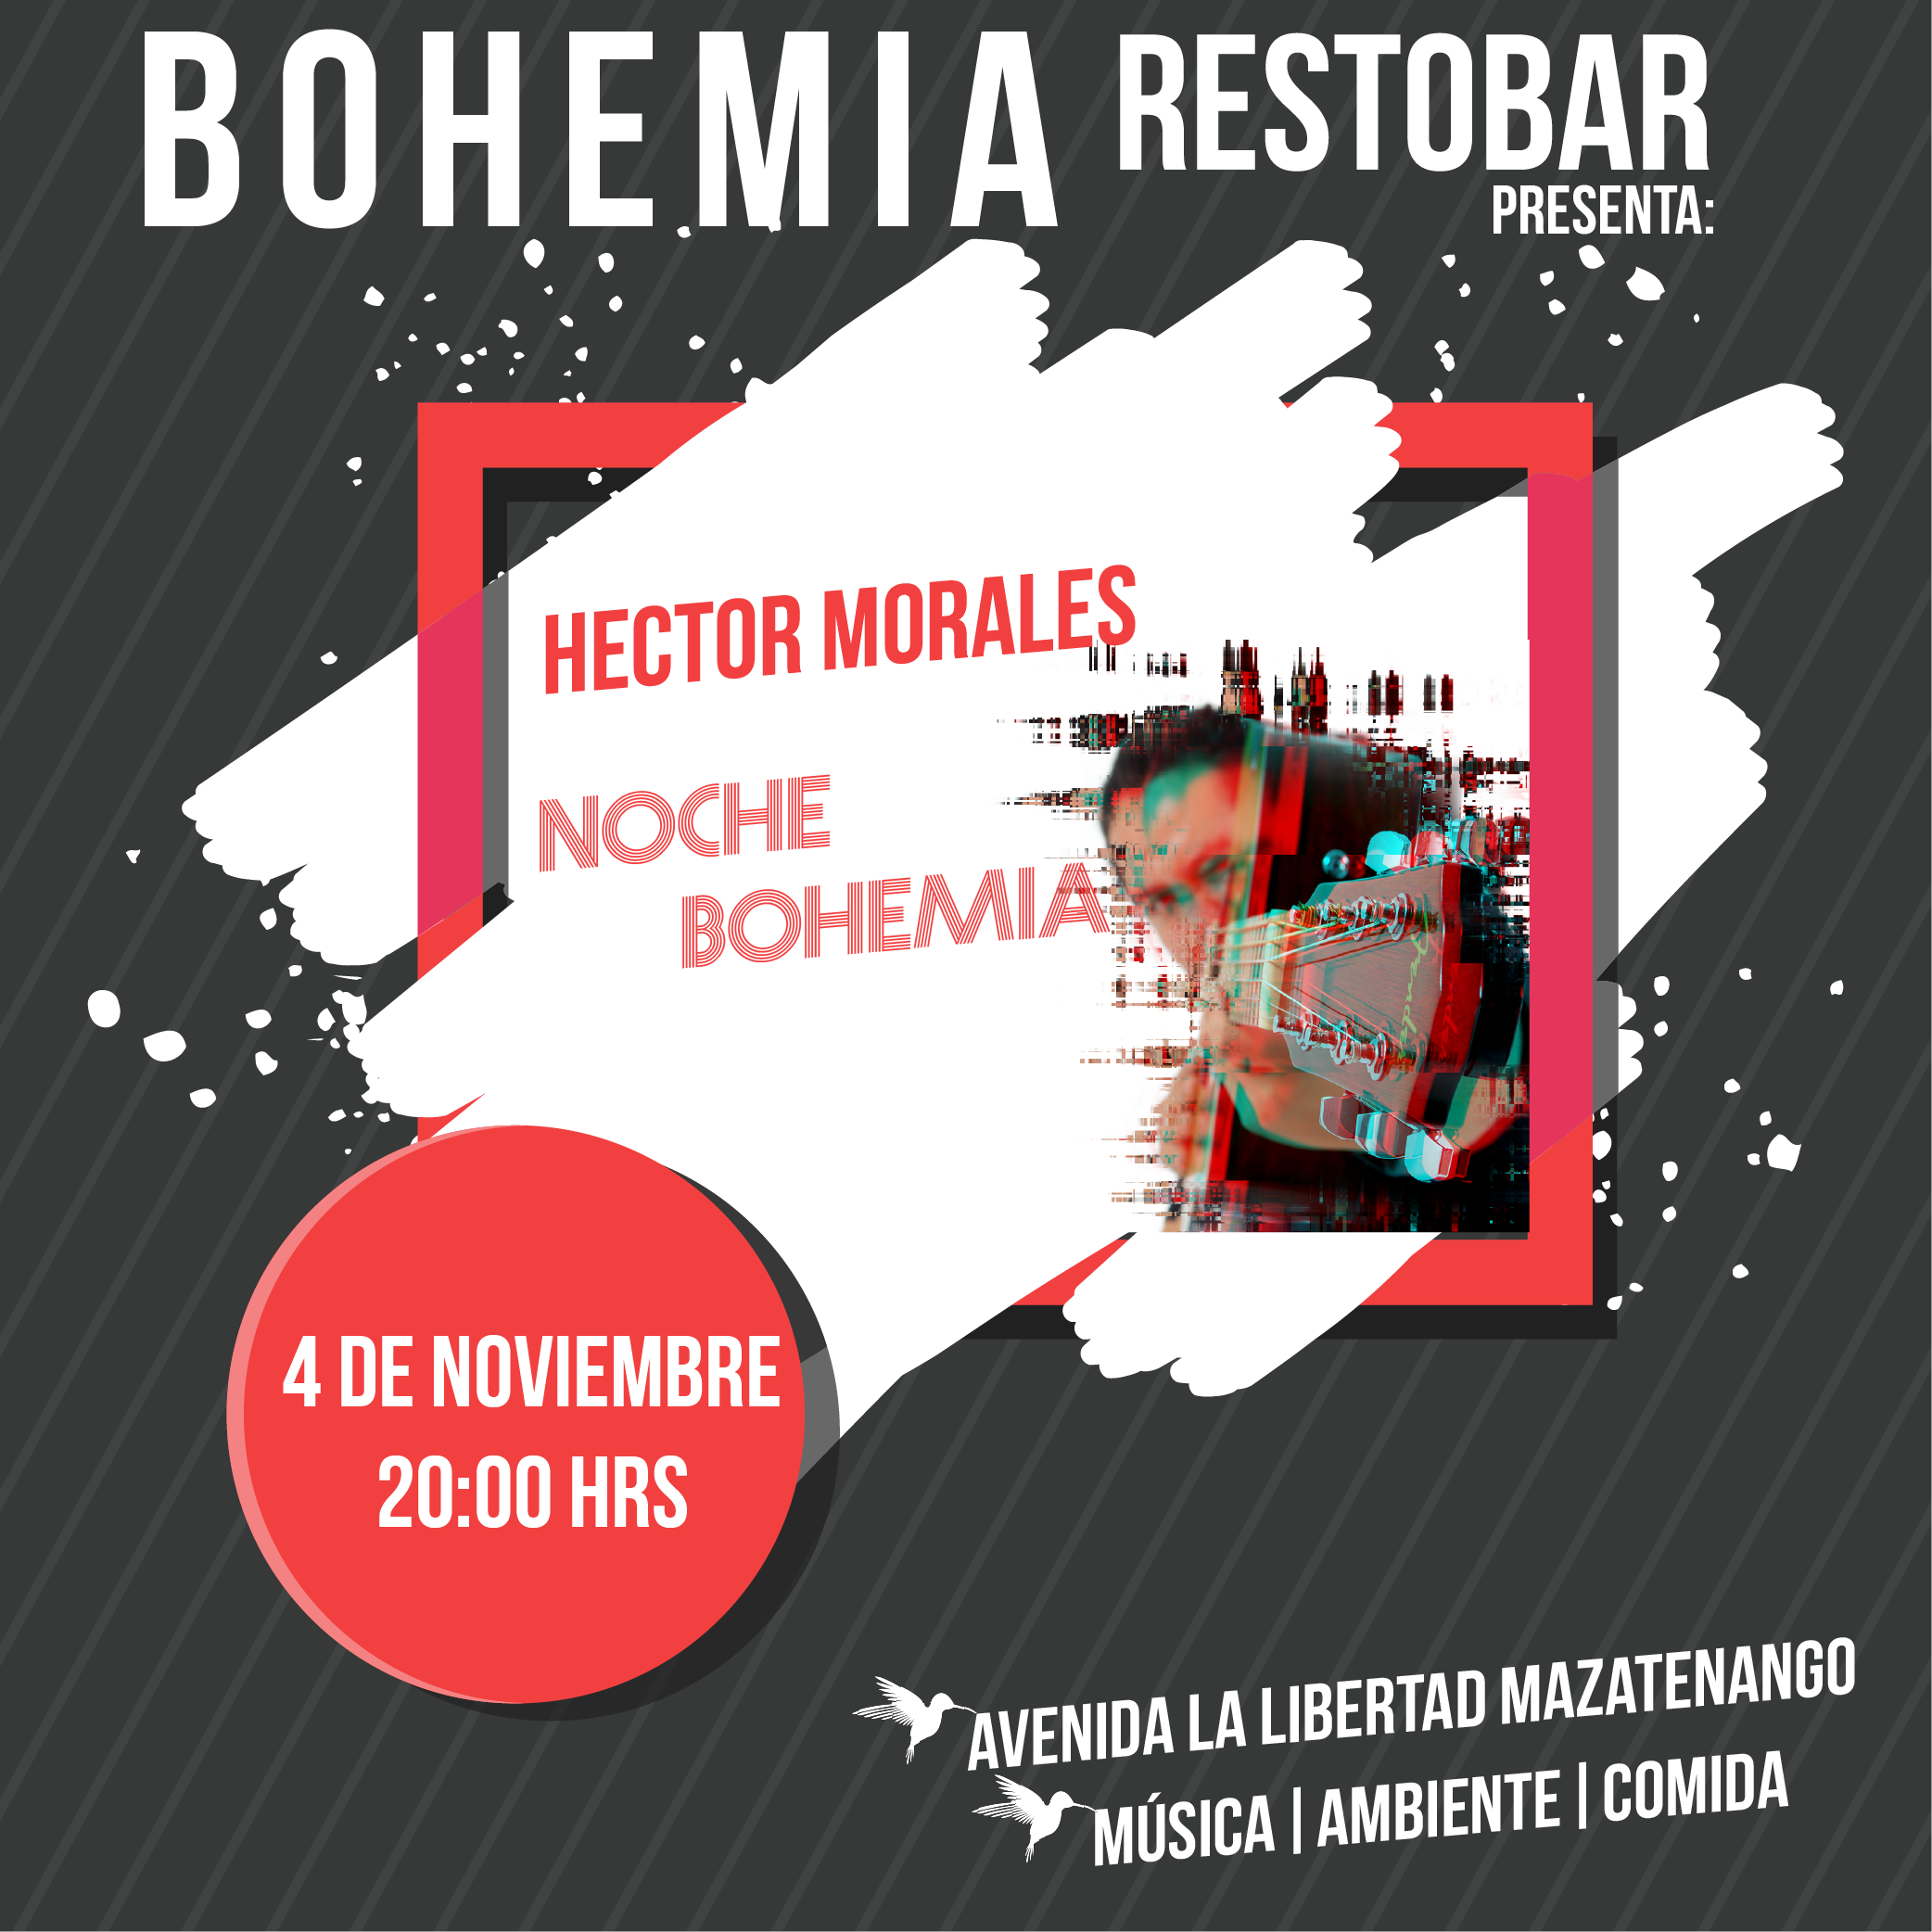 BOHEMIA RESTOBAR
PRESENTA:
HECTOR MORALES
NOCHE
BOHEMIA
4 DE NOVIEMBRE
20:00 HRS
AVENIDA LA LIBERTAD MAZATENANGO
MÚSICA | AMBIENTE | COMIDA